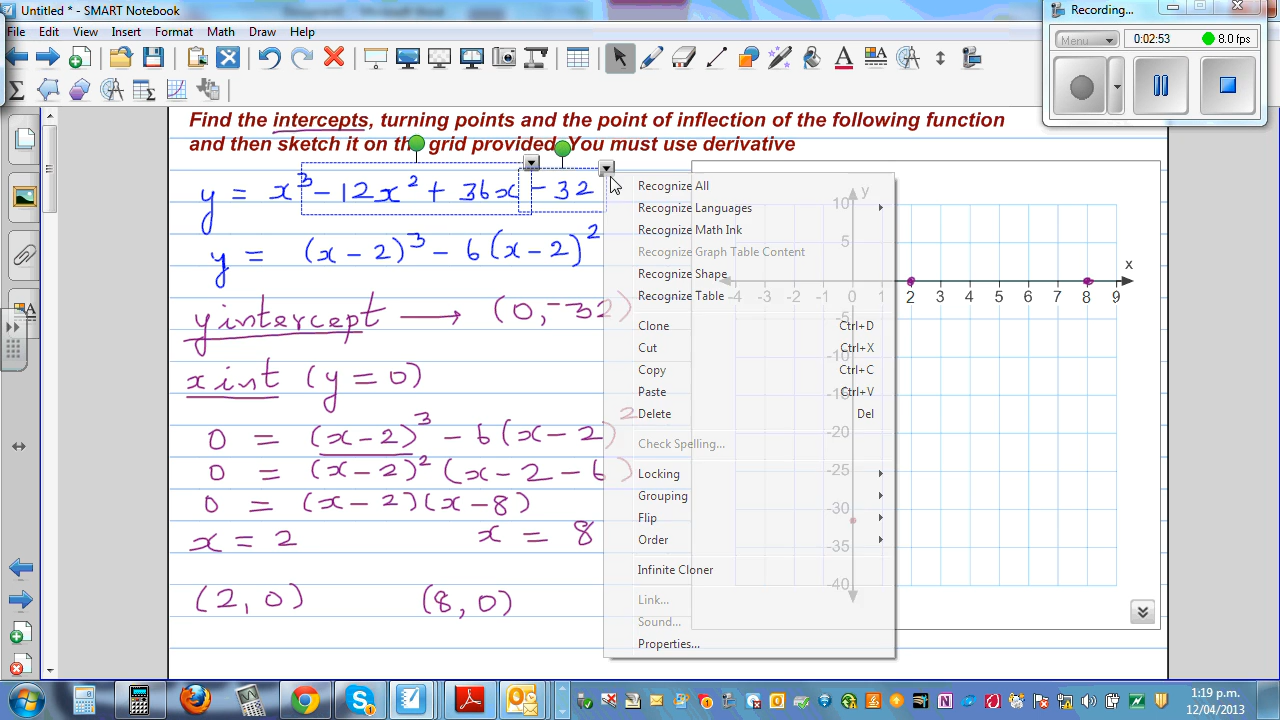 Untitled * - SMART Notebook
File Edit View Insert Format Math Draw Help
Recording...
Menu
0:02:53
8.0 fps
Find the intercepts, turning points and the point of inflection of the following function
and then sketch it on the grid provided. You must use derivative
y = x³ - 12x² + 36x - 32
y = (x - 2)³ - 6(x - 2)²
y intercept → (0, -32)
x int (y = 0)
0 = (x-2)³ - 6(x-2)²
0 = (x-2)² (x - 2 - 6)
0 = (x - 2)(x - 8)
x = 2 x = 8
(2, 0) (8, 0)
Recognize All
Recognize Languages
Recognize Math Ink
Recognize Graph Table Content
Recognize Shape
Recognize Table
Clone Ctrl+D
Cut Ctrl+X
Copy Ctrl+C
Paste Ctrl+V
Delete Del
Check Spelling...
Locking
Grouping
Flip
Order
Infinite Cloner
Link...
Sound...
Properties...
y
10
5
x
-4 -3 -2 -1 0 1 2 3 4 5 6 7 8 9
-5
-10
-15
-20
-25
-30
-35
-40
1:19 p.m.
12/04/2013